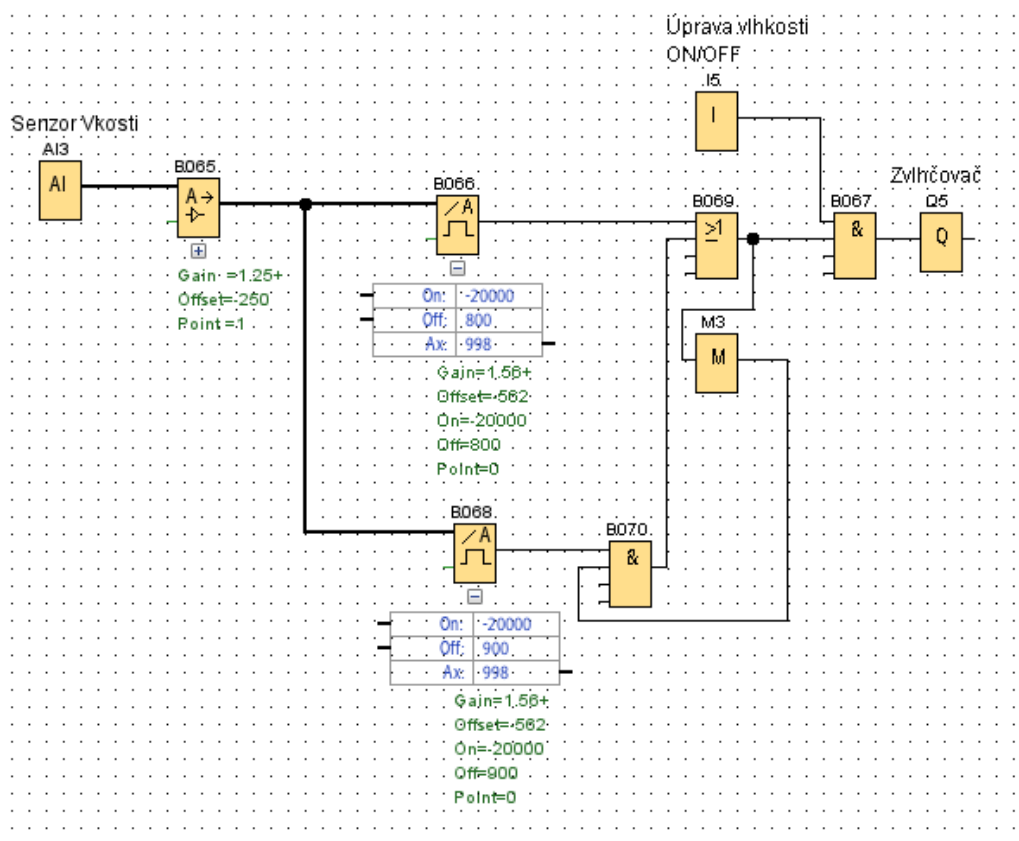 Úprava vlhkosti
ON/OFF
I5
I
Senzor Vkosti
AI3
AI
B065
A→
Gain =1.25+
Offset=-250
Point =1
B066
/A
On: -20000
Off: 800
Ax: 998
Gain=1.56+
Offset=-562
On=-20000
Off=800
Point=0
B069
≥1
B067
&
Zvlhčovač
Q5
Q
M3
M
B068
/A
On: -20000
Off: 900
Ax: 998
Gain=1.56+
Offset=-562
On=-20000
Off=900
Point=0
B070
&